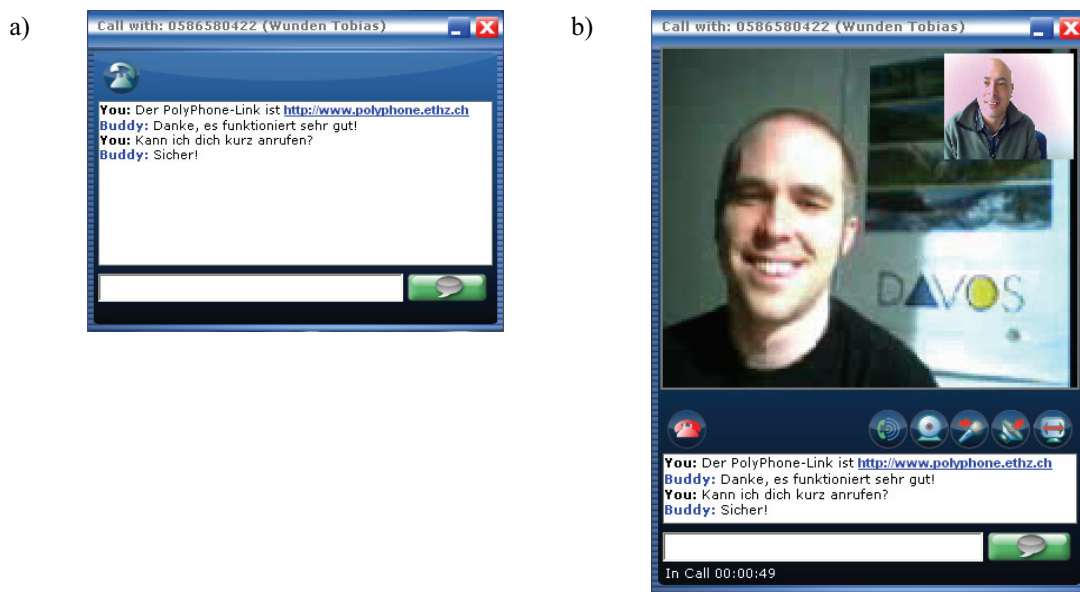 a)
Call with: 0586580422 (Wunden Tobias)
You: Der PolyPhone-Link ist http://www.polyphone.ethz.ch
Buddy: Danke, es funktioniert sehr gut!
You: Kann ich dich kurz anrufen?
Buddy: Sicher!
b)
Call with: 0586580422 (Wunden Tobias)
DAVOS
You: Der PolyPhone-Link ist http://www.polyphone.ethz.ch
Buddy: Danke, es funktioniert sehr gut!
You: Kann ich dich kurz anrufen?
Buddy: Sicher!
In Call 00:00:49